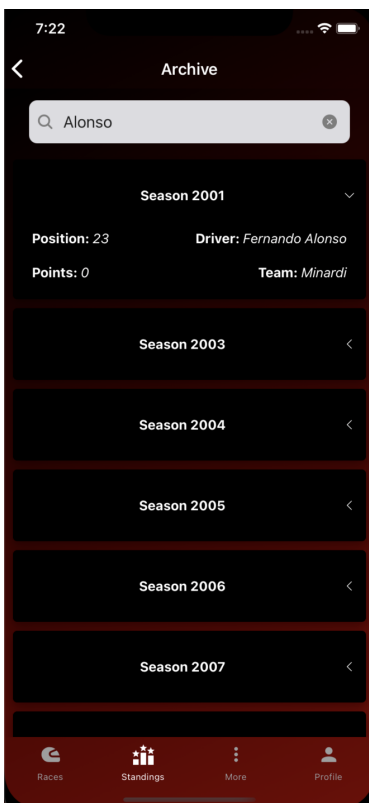 7:22
Archive
Alonso
Season 2001
Position: 23 Driver: Fernando Alonso
Points: 0 Team: Minardi
Season 2003
Season 2004
Season 2005
Season 2006
Season 2007
Races Standings More Profile